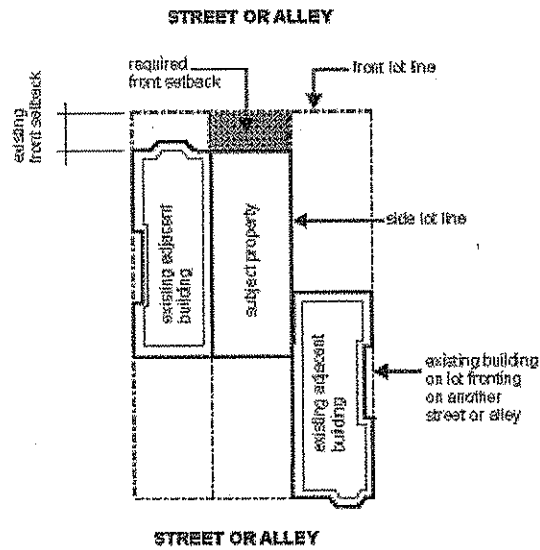 STREET OR ALLEY
required
front setback
front lot line
existing
front setback
side lot line
existing adjacent
building
subject property
existing adjacent
building
existing building
on lot fronting
on another
street or alley
STREET OR ALLEY